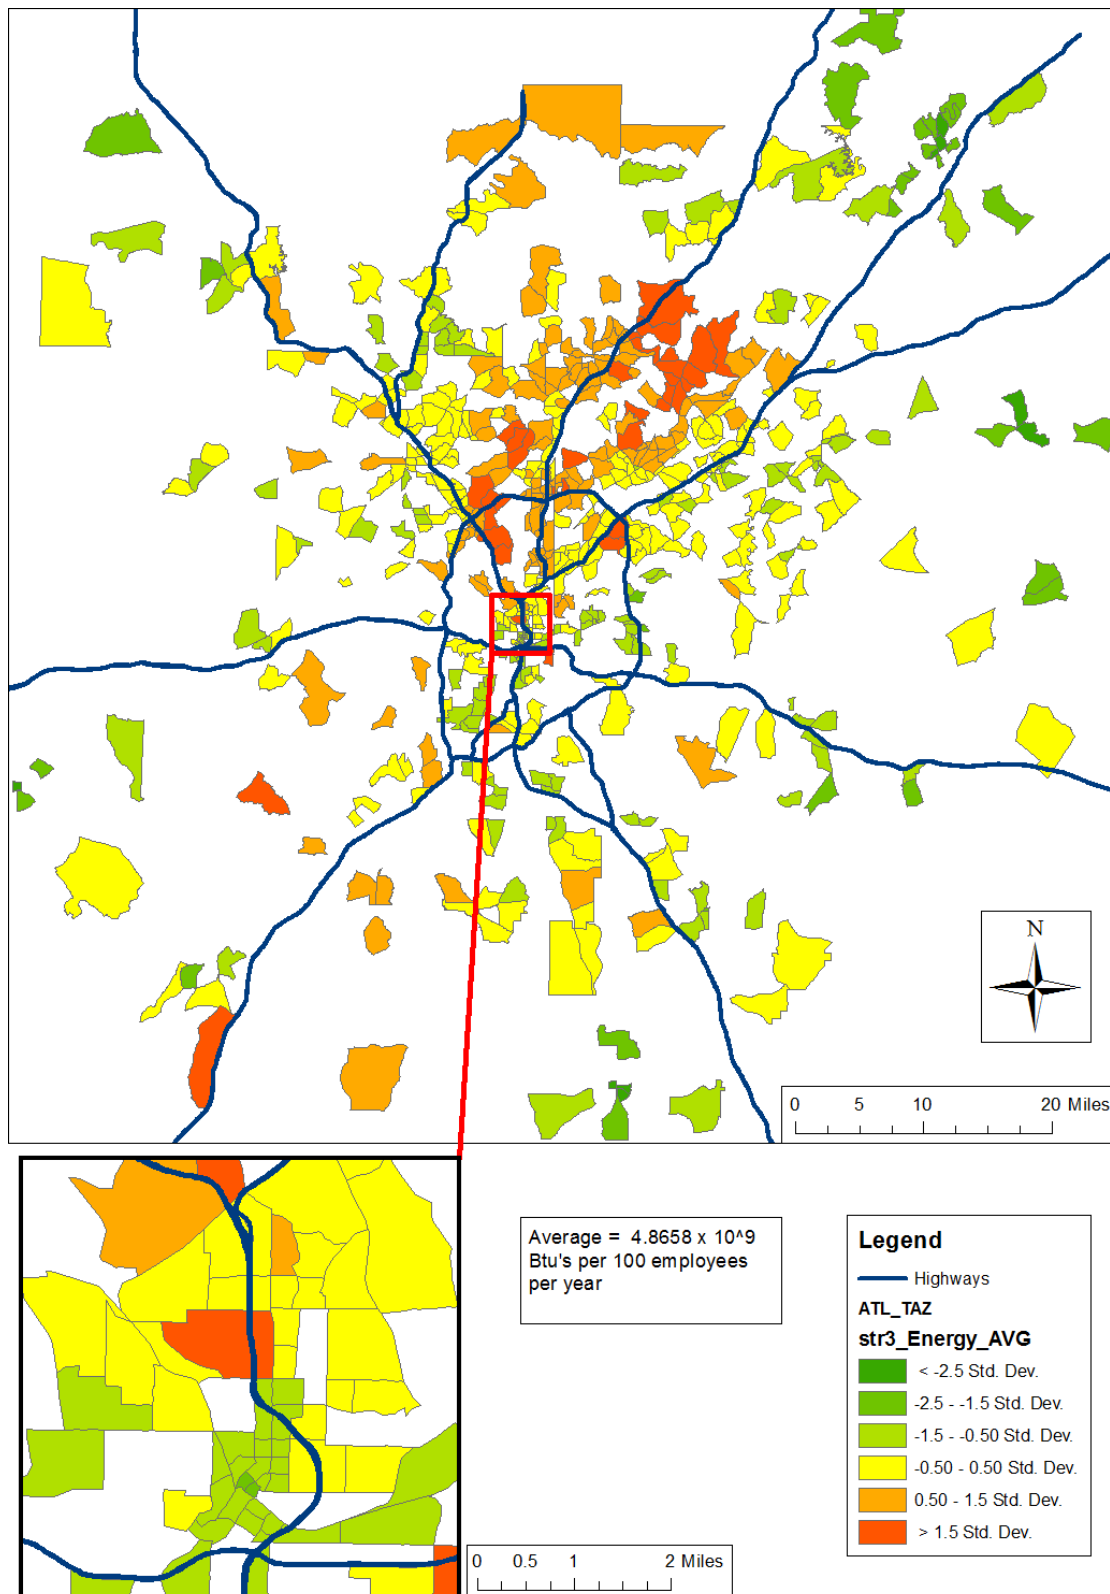 N
0 5 10 20 Miles
Average = 4.8658 x 10^9
Btu's per 100 employees
per year
Legend
Highways
ATL_TAZ
str3_Energy_AVG
< -2.5 Std. Dev.
-2.5 - -1.5 Std. Dev.
-1.5 - -0.50 Std. Dev.
-0.50 - 0.50 Std. Dev.
0.50 - 1.5 Std. Dev.
> 1.5 Std. Dev.
0 0.5 1 2 Miles